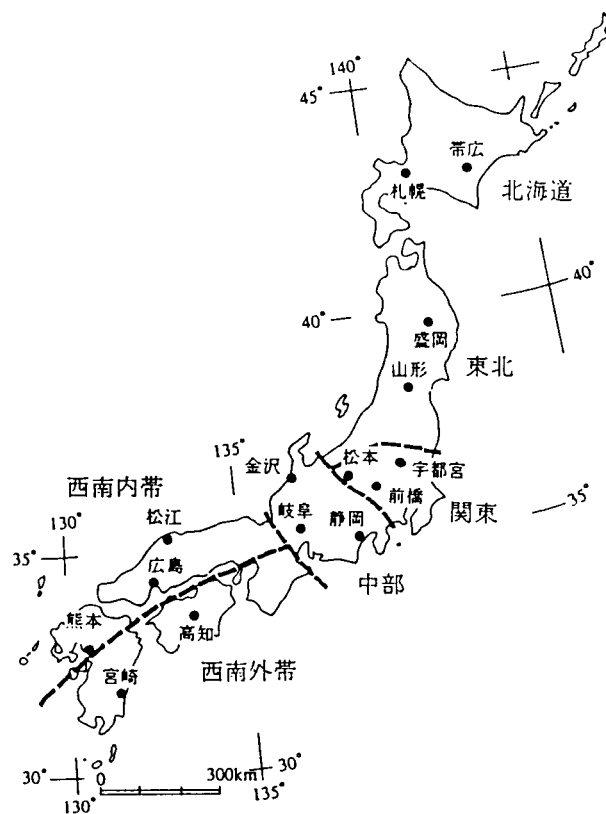 140°
45°
帯広
札幌
北海道
40°
40°
盛岡
山形
東北
135°
金沢
松本
宇都宮
前橋
西南内帯
松江
岐阜
静岡
関東
35°
130°
35°
広島
中部
熊本
高知
宮崎
西南外帯
30°
0
300km
30°
130°
135°